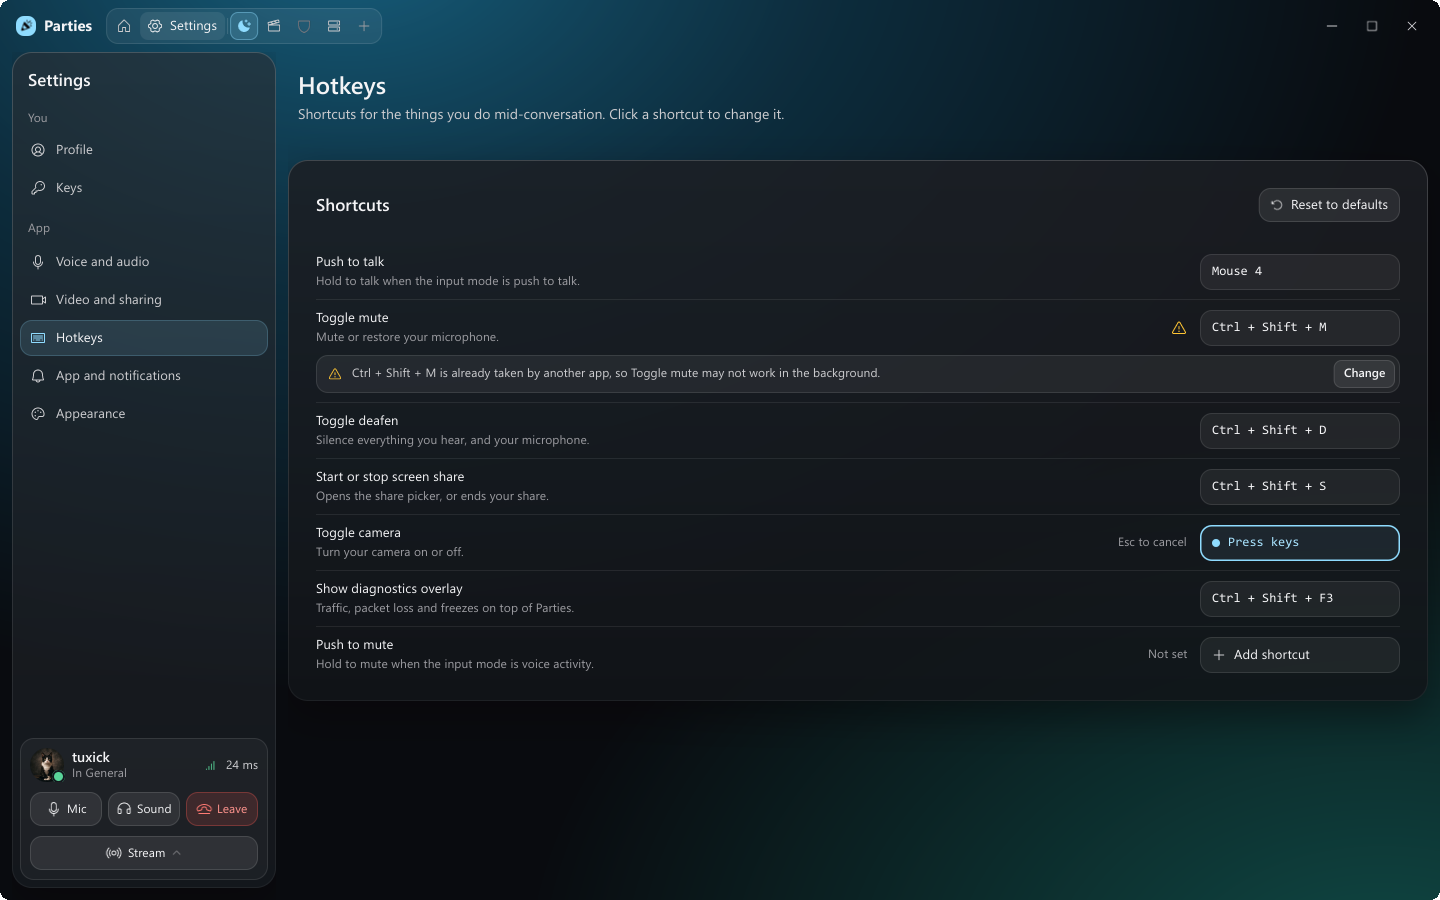 Parties
Settings
Settings
You
Profile
Keys
App
Voice and audio
Video and sharing
Hotkeys
App and notifications
Appearance
tuxick
In General
24 ms
Mic
Sound
Leave
Stream
Hotkeys
Shortcuts for the things you do mid-conversation. Click a shortcut to change it.
Shortcuts
Reset to defaults
Push to talk
Hold to talk when the input mode is push to talk.
Mouse 4
Toggle mute
Mute or restore your microphone.
Ctrl + Shift + M
Ctrl + Shift + M is already taken by another app, so Toggle mute may not work in the background.
Change
Toggle deafen
Silence everything you hear, and your microphone.
Ctrl + Shift + D
Start or stop screen share
Opens the share picker, or ends your share.
Ctrl + Shift + S
Toggle camera
Turn your camera on or off.
Esc to cancel
Press keys
Show diagnostics overlay
Traffic, packet loss and freezes on top of Parties.
Ctrl + Shift + F3
Push to mute
Hold to mute when the input mode is voice activity.
Not set
Add shortcut